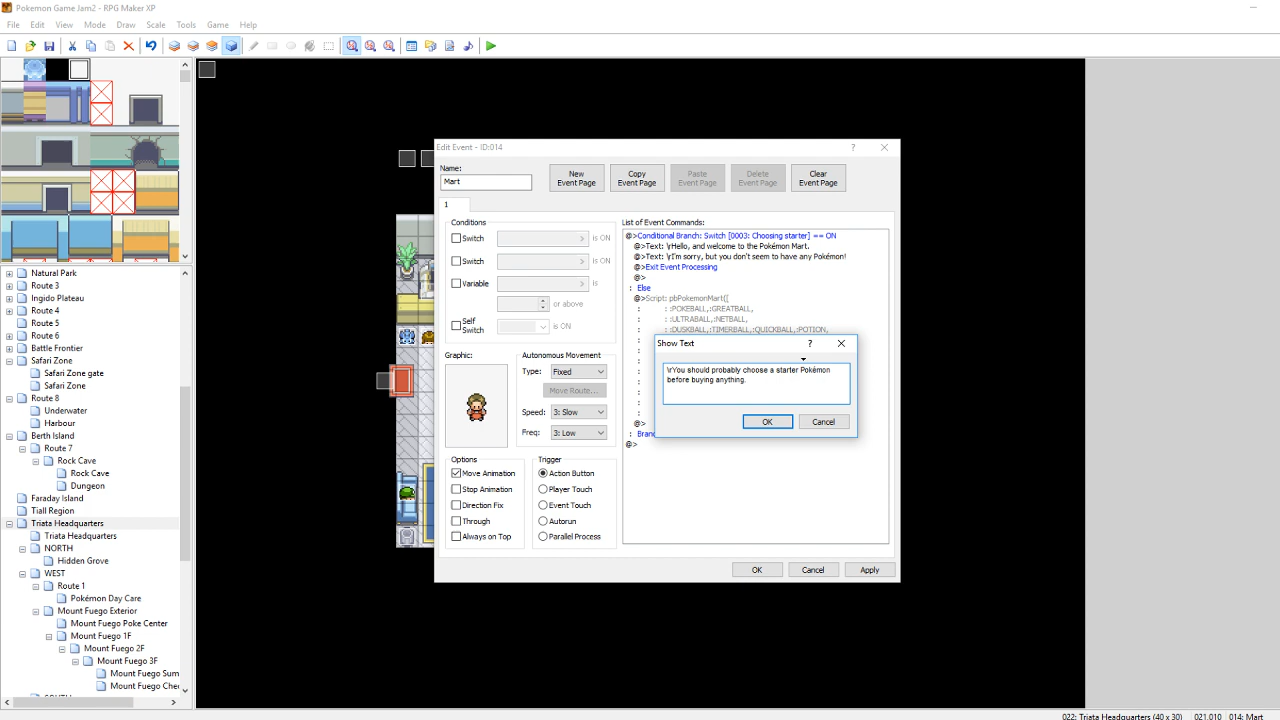 Pokemon Game Jam2 - RPG Maker XP
File Edit View Mode Draw Scale Tools Game Help
Edit Event - ID:014
Name:
Mart
New Event Page
Copy Event Page
Paste Event Page
Delete Event Page
Clear Event Page
1
Conditions
Switch is ON
Switch is ON
Variable is
or above
Self Switch is ON
Graphic:
Autonomous Movement
Type: Fixed
Move Route...
Speed: 3: Slow
Freq: 3: Low
Options
Move Animation
Stop Animation
Direction Fix
Through
Always on Top
Trigger
Action Button
Player Touch
Event Touch
Autorun
Parallel Process
List of Event Commands:
@>Conditional Branch: Switch [0003: Choosing starter] == ON
@>Text: \rHello, and welcome to the Pokémon Mart.
@>Text: \rI'm sorry, but you don't seem to have any Pokémon!
@>Exit Event Processing
@>
: Else
@>Script: pbPokemonMart([
: :POKEBALL,:GREATBALL,
: :ULTRABALL,:NETBALL,
: :DUSKBALL,:TIMERBALL,:QUICKBALL,:POTION,
:
:
:
:
:
:
:
:
@>
: Bran
@>
Show Text
\rYou should probably choose a starter Pokémon
before buying anything.
OK Cancel
OK Cancel Apply
Natural Park
Route 3
Ingido Plateau
Route 4
Route 5
Route 6
Battle Frontier
Safari Zone
Safari Zone gate
Safari Zone
Route 8
Underwater
Harbour
Berth Island
Route 7
Rock Cave
Rock Cave
Dungeon
Faraday Island
Tiall Region
Triata Headquarters
Triata Headquarters
NORTH
Hidden Grove
WEST
Route 1
Pokémon Day Care
Mount Fuego Exterior
Mount Fuego Poke Center
Mount Fuego 1F
Mount Fuego 2F
Mount Fuego 3F
Mount Fuego Sum
Mount Fuego Che
022: Triata Headquarters (40 x 30) 021.010 014: Mart